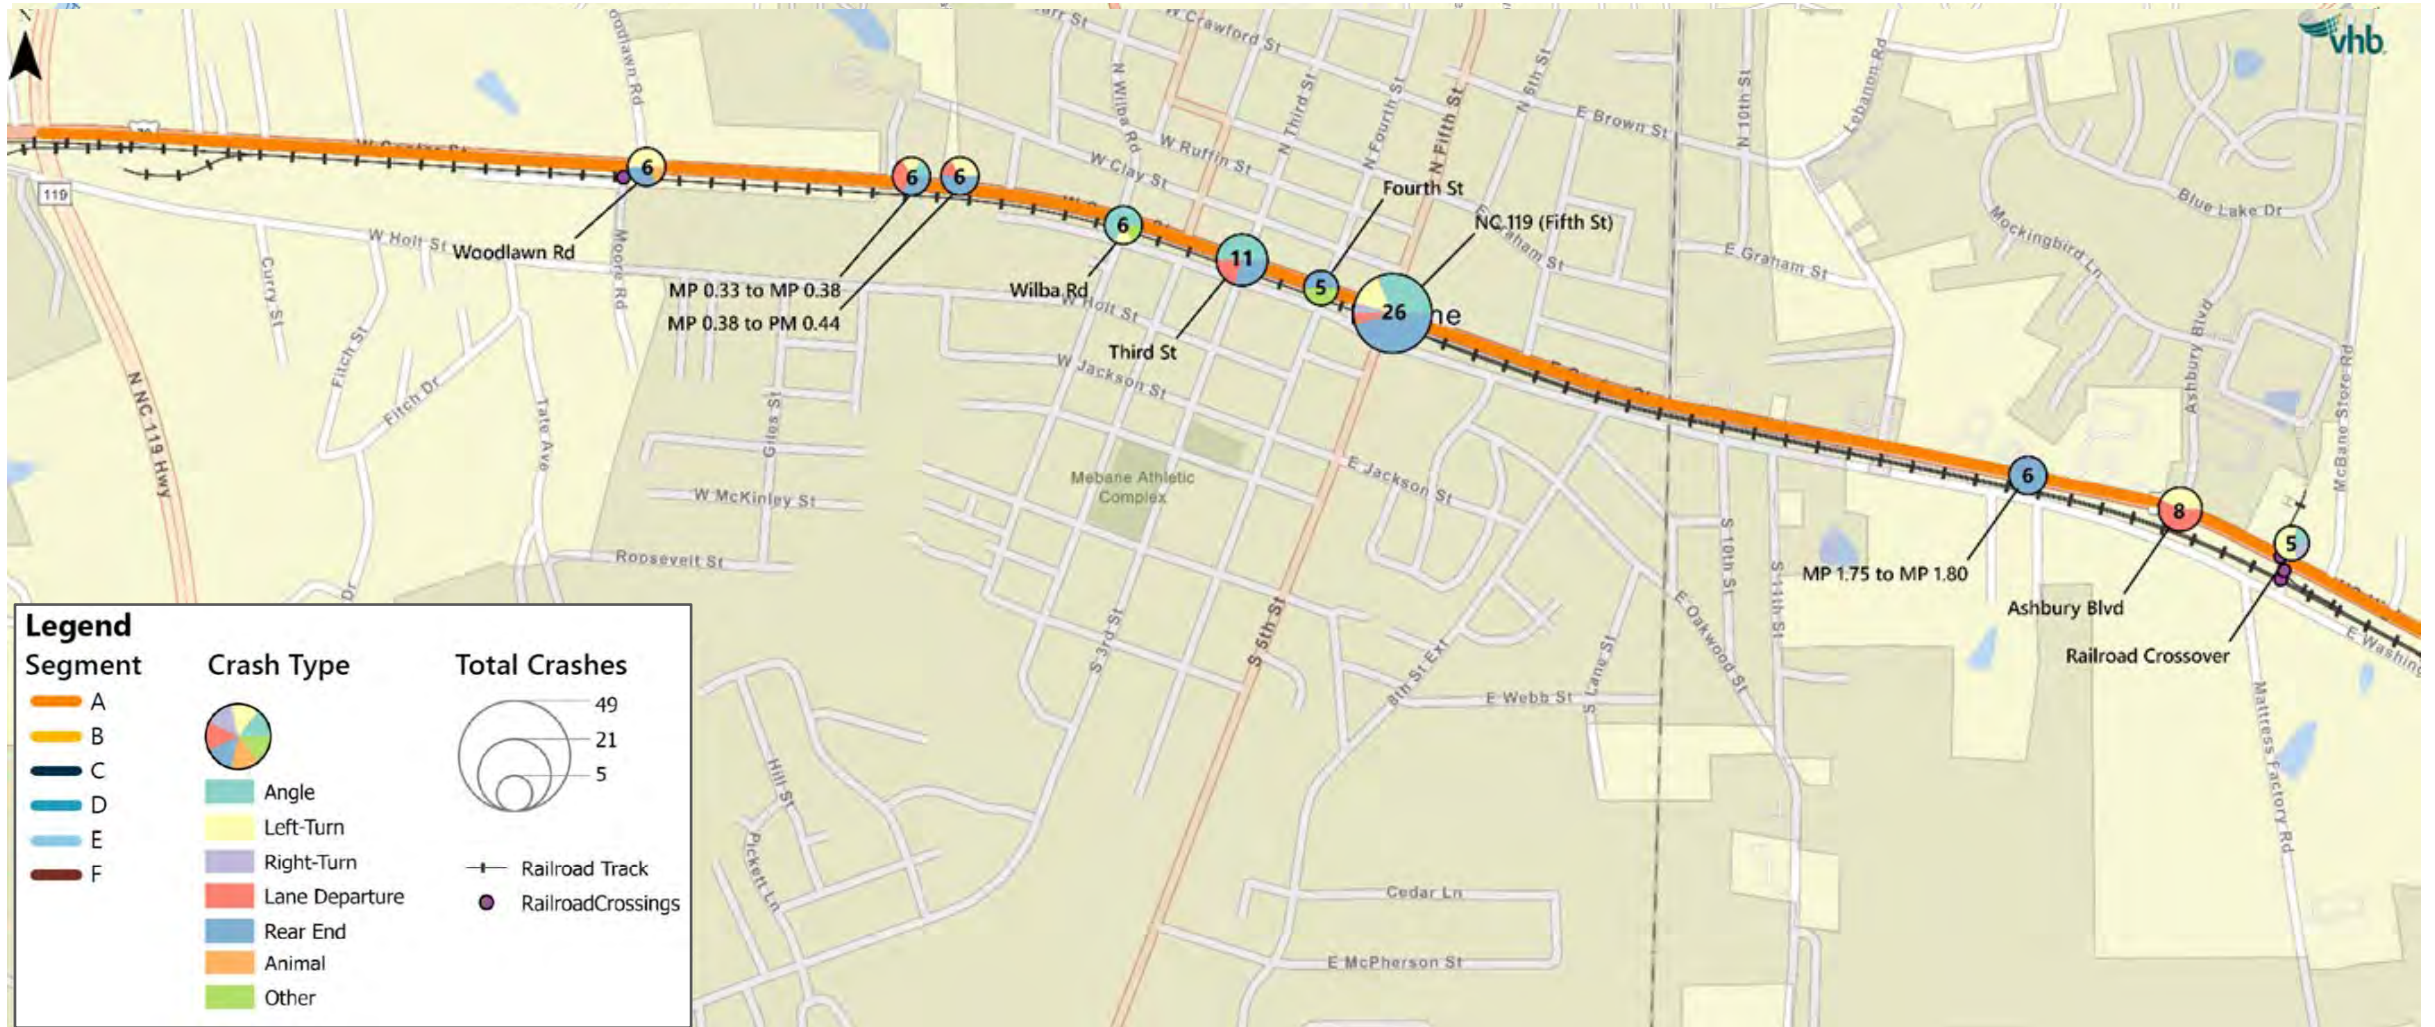 N
vhb
oodlawn Rd
W Crawford St
N Wilba Rd
N Third St
N Fourth St
N Fifth St
N 6th St
E Brown St
N 10th St
Lebanon Rd
W Ruffin St
W Clay St
Fourth St
NC 119 (Fifth St)
E Graham St
E Graham St
Blue Lake Dr
Mockingbird Ln
Ashbury Blvd
McBane Store Rd
119
6
6
6
6
11
5
26
ne
6
8
5
W Holt St
Woodlawn Rd
Moore Rd
Curry St
MP 0.33 to MP 0.38
MP 0.38 to PM 0.44
Wilba Rd
W Holt St
Third St
W Jackson St
Fitch St
Fitch Dr
Tate Ave
Giles St
N NC 119 Hwy
Mebane Athletic
Complex
E Jackson St
W McKinley St
Roosevelt St
Dr
S 3rd St
S 5th St
8th St Ext
S Lane St
E Webb St
E Oakwood St
S 10th St
S 11th St
MP 1.75 to MP 1.80
Ashbury Blvd
Railroad Crossover
E Washing
Mattress Factory Rd
Hill St
Pickett Ln
Cedar Ln
E McPherson St
Legend
Segment
A
B
C
D
E
F
Crash Type
Angle
Left-Turn
Right-Turn
Lane Departure
Rear End
Animal
Other
Total Crashes
49
21
5
Railroad Track
RailroadCrossings